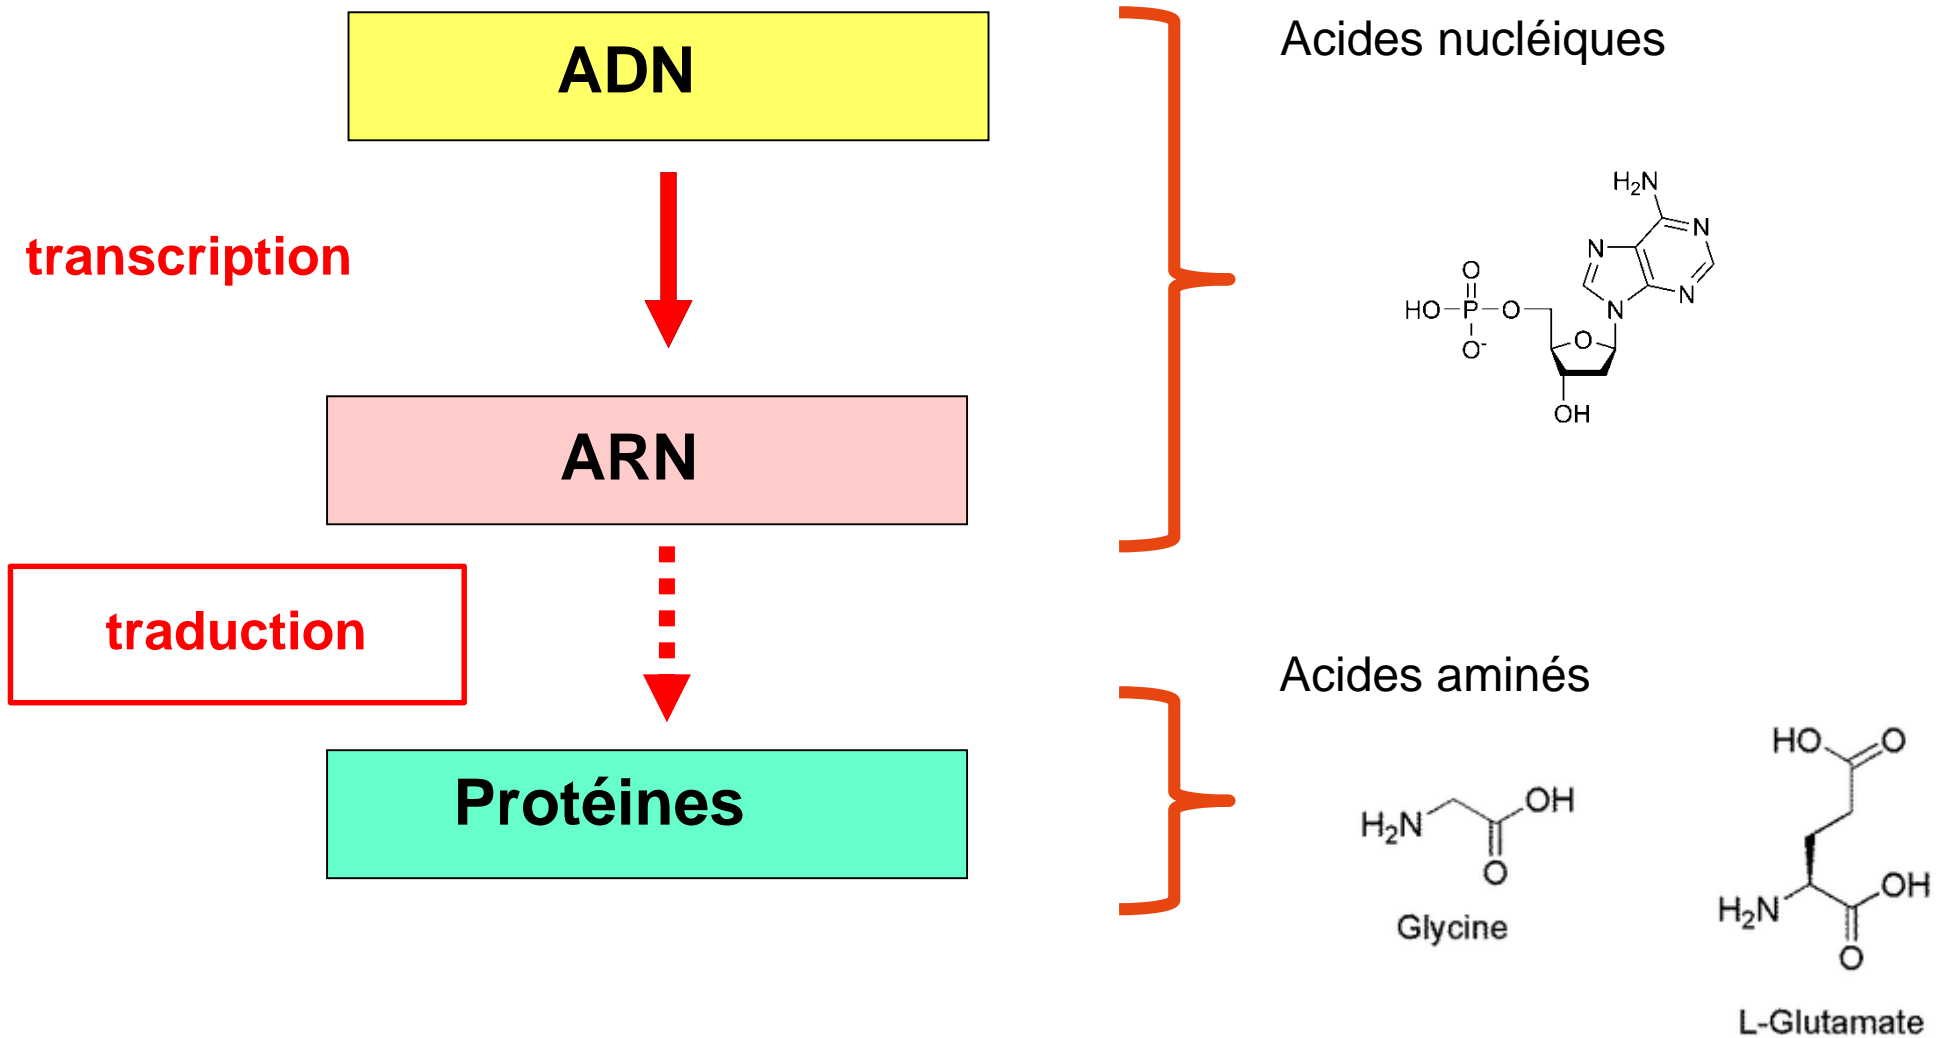 ADN
Acides nucléiques
transcription
H₂N
N
N
N
N
O
HO
P
O
O⁻
O
OH
ARN
traduction
Acides aminés
Protéines
H₂N
OH
O
Glycine
HO
O
H₂N
OH
O
L-Glutamate